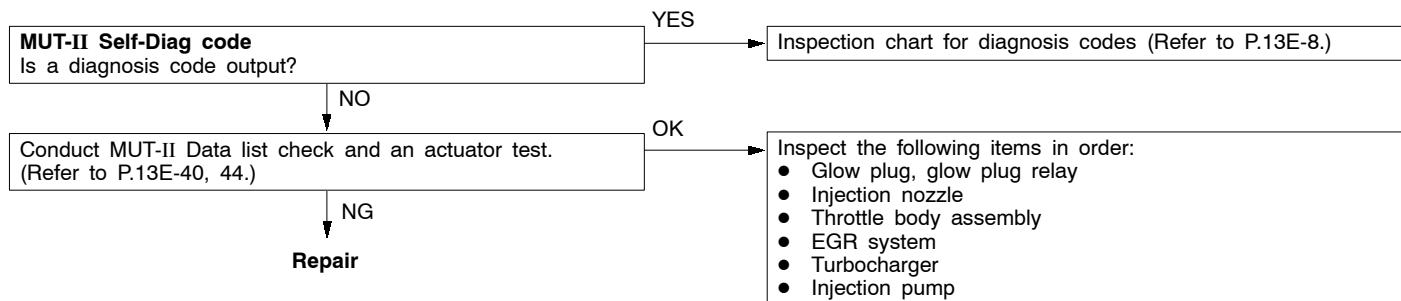 YES
MUT-II Self-Diag code
Is a diagnosis code output?
Inspection chart for diagnosis codes (Refer to P.13E-8.)
NO
OK
Conduct MUT-II Data list check and an actuator test.
(Refer to P.13E-40, 44.)
Inspect the following items in order:
● Glow plug, glow plug relay
● Injection nozzle
● Throttle body assembly
● EGR system
● Turbocharger
● Injection pump
NG
Repair